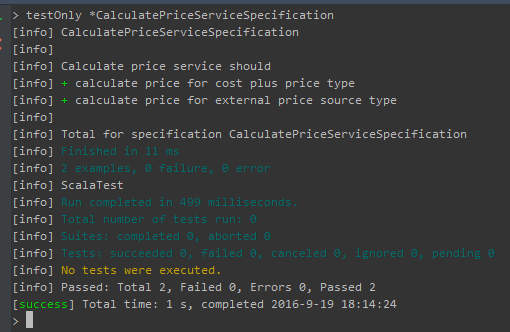 > testOnly *CalculatePriceServiceSpecification
[info] CalculatePriceServiceSpecification
[info]
[info] Calculate price service should
[info] + calculate price for cost plus price type
[info] + calculate price for external price source type
[info]
[info] Total for specification CalculatePriceServiceSpecification
[info] Finished in 11 ms
[info] 2 examples, 0 failure, 0 error
[info] ScalaTest
[info] Run completed in 499 milliseconds.
[info] Total number of tests run: 0
[info] Suites: completed 0, aborted 0
[info] Tests: succeeded 0, failed 0, canceled 0, ignored 0, pending 0
[info] No tests were executed.
[info] Passed: Total 2, Failed 0, Errors 0, Passed 2
[success] Total time: 1 s, completed 2016-9-19 18:14:24
>